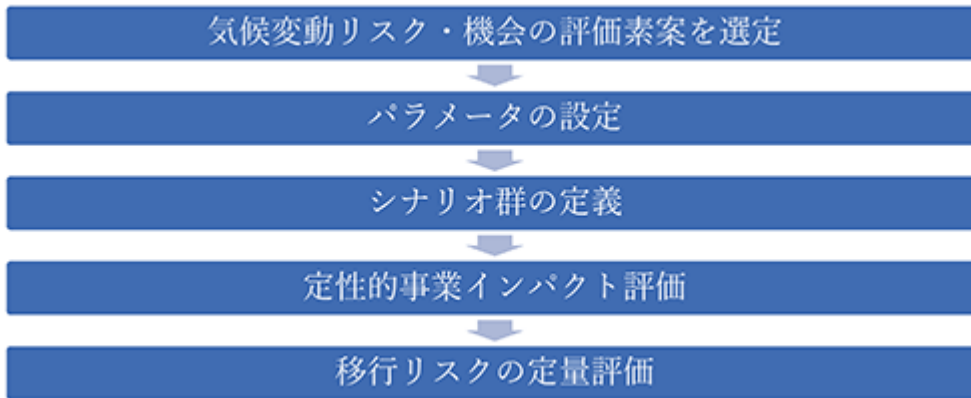 気候変動リスク・機会の評価素案を選定
パラメータの設定
シナリオ群の定義
定性的事業インパクト評価
移行リスクの定量評価